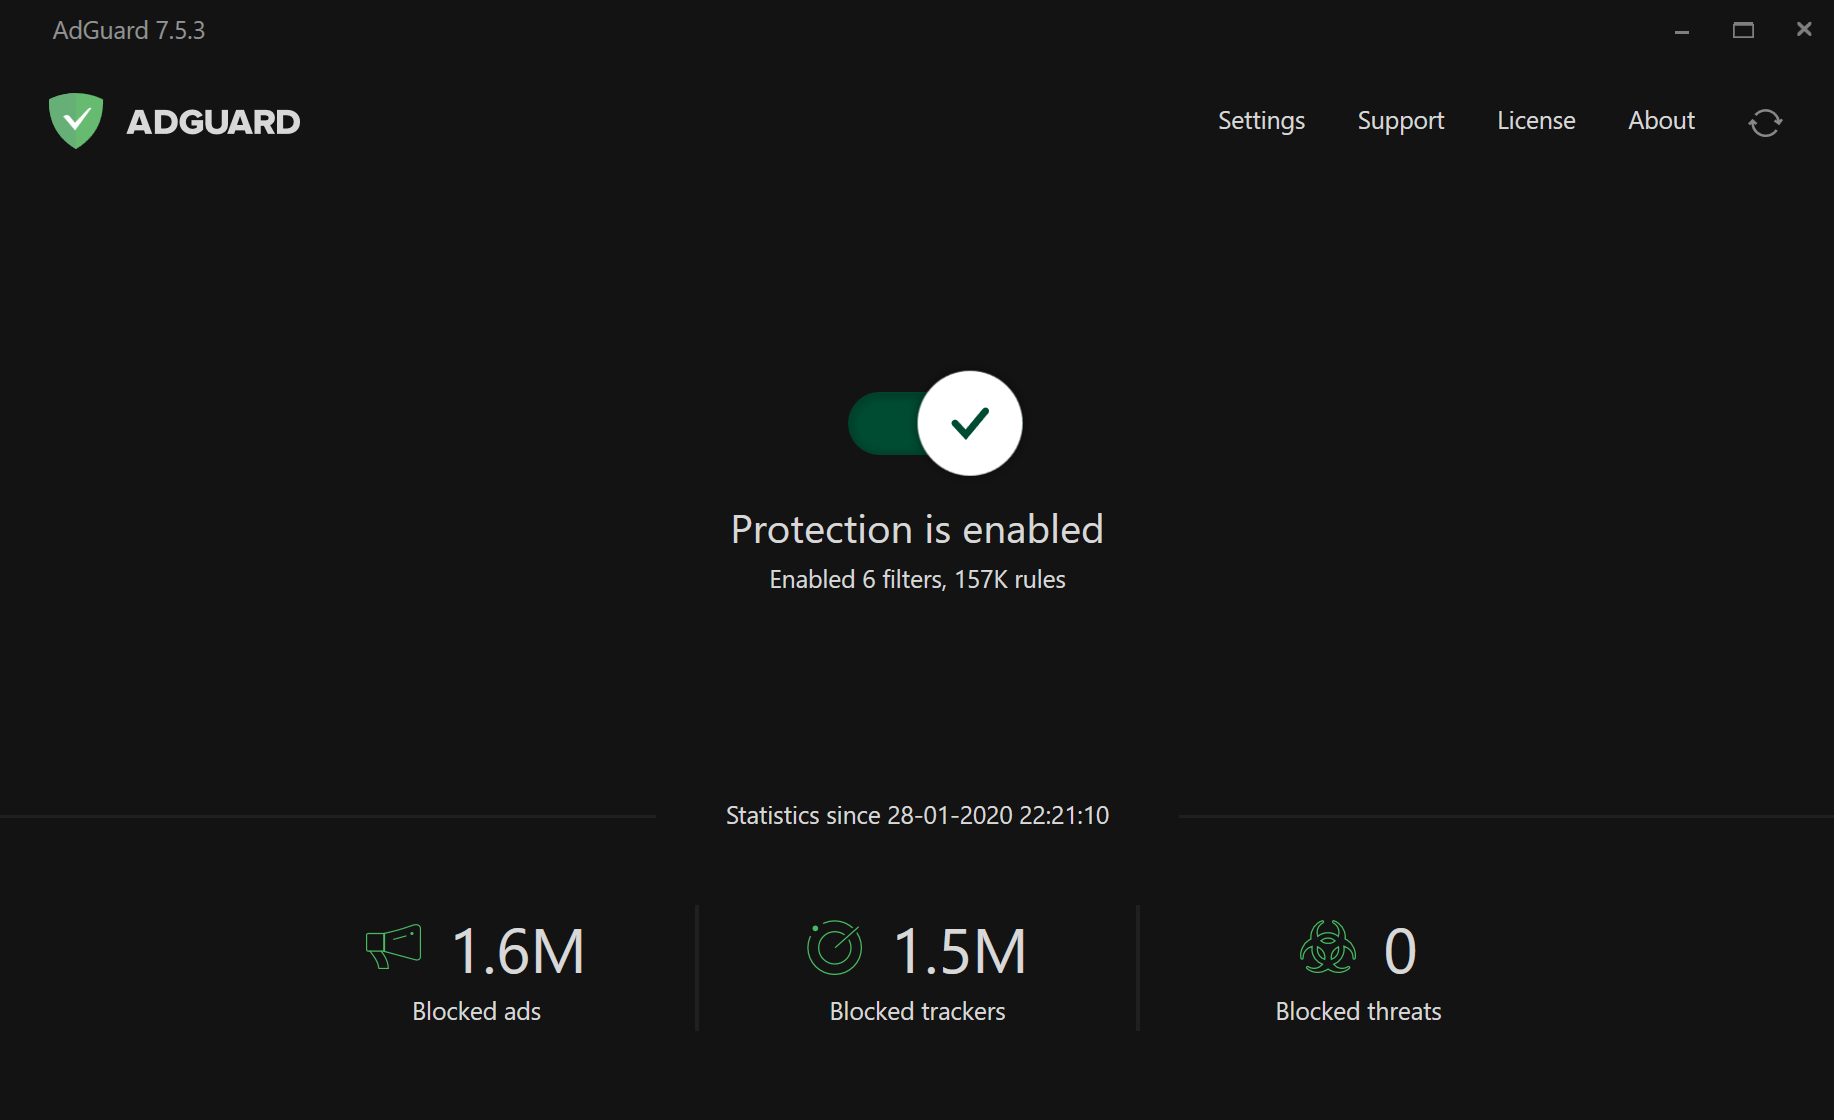 AdGuard 7.5.3
ADGUARD
Settings Support License About
Protection is enabled
Enabled 6 filters, 157K rules
Statistics since 28-01-2020 22:21:10
1.6M 1.5M 0
Blocked ads Blocked trackers Blocked threats